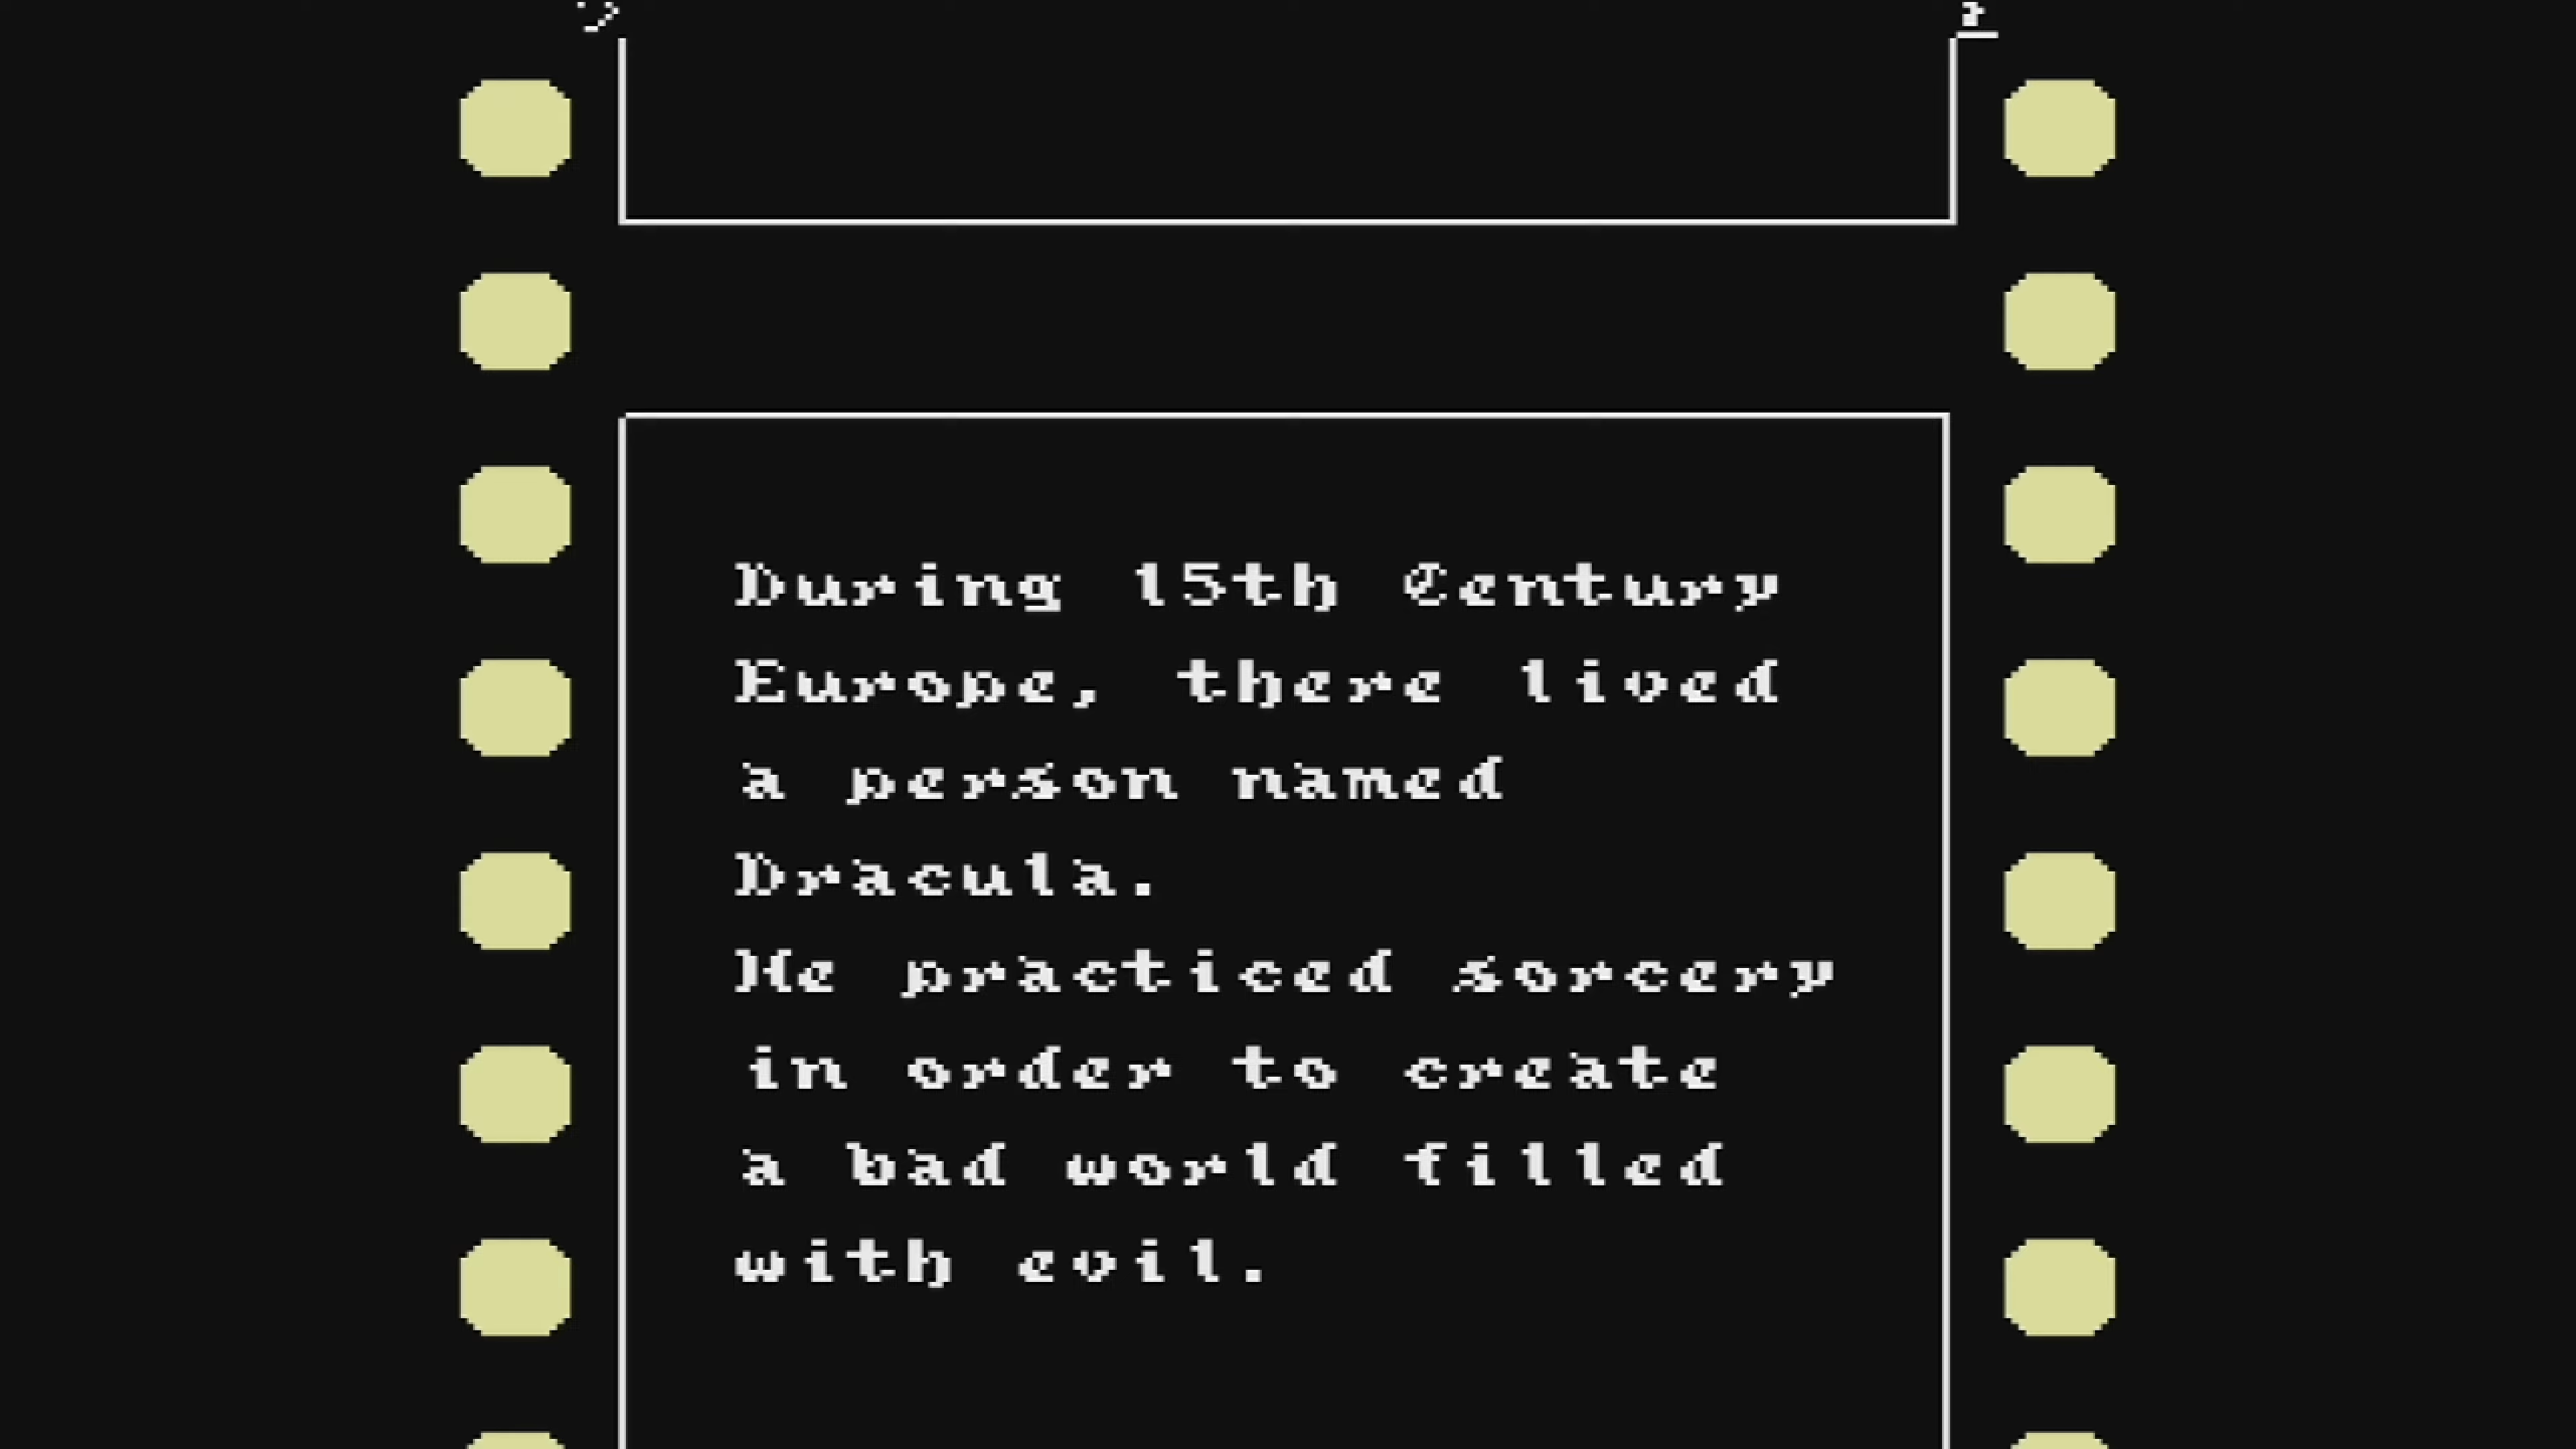 During 15th Century
Europe, there lived
a person named
Dracula.
He practiced sorcery
in order to create
a bad world filled
with evil.